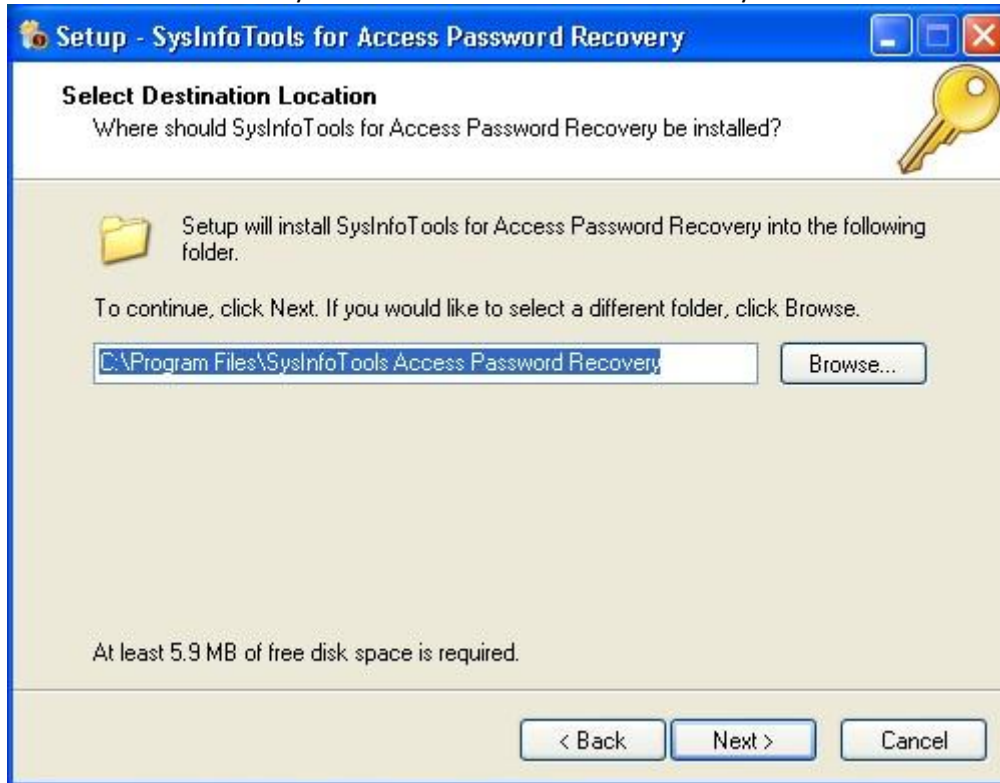 Setup - SysInfoTools for Access Password Recovery
Select Destination Location
Where should SysInfoTools for Access Password Recovery be installed?
Setup will install SysInfoTools for Access Password Recovery into the following
folder.
To continue, click Next. If you would like to select a different folder, click Browse.
C:\Program Files\SysInfoTools Access Password Recovery
Browse...
At least 5.9 MB of free disk space is required.
< Back
Next >
Cancel